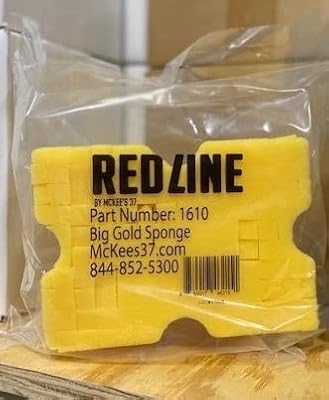 REDLINE
BY MCKEE'S 37
Part Number: 1610
Big Gold Sponge
McKees37.com
844-852-5300